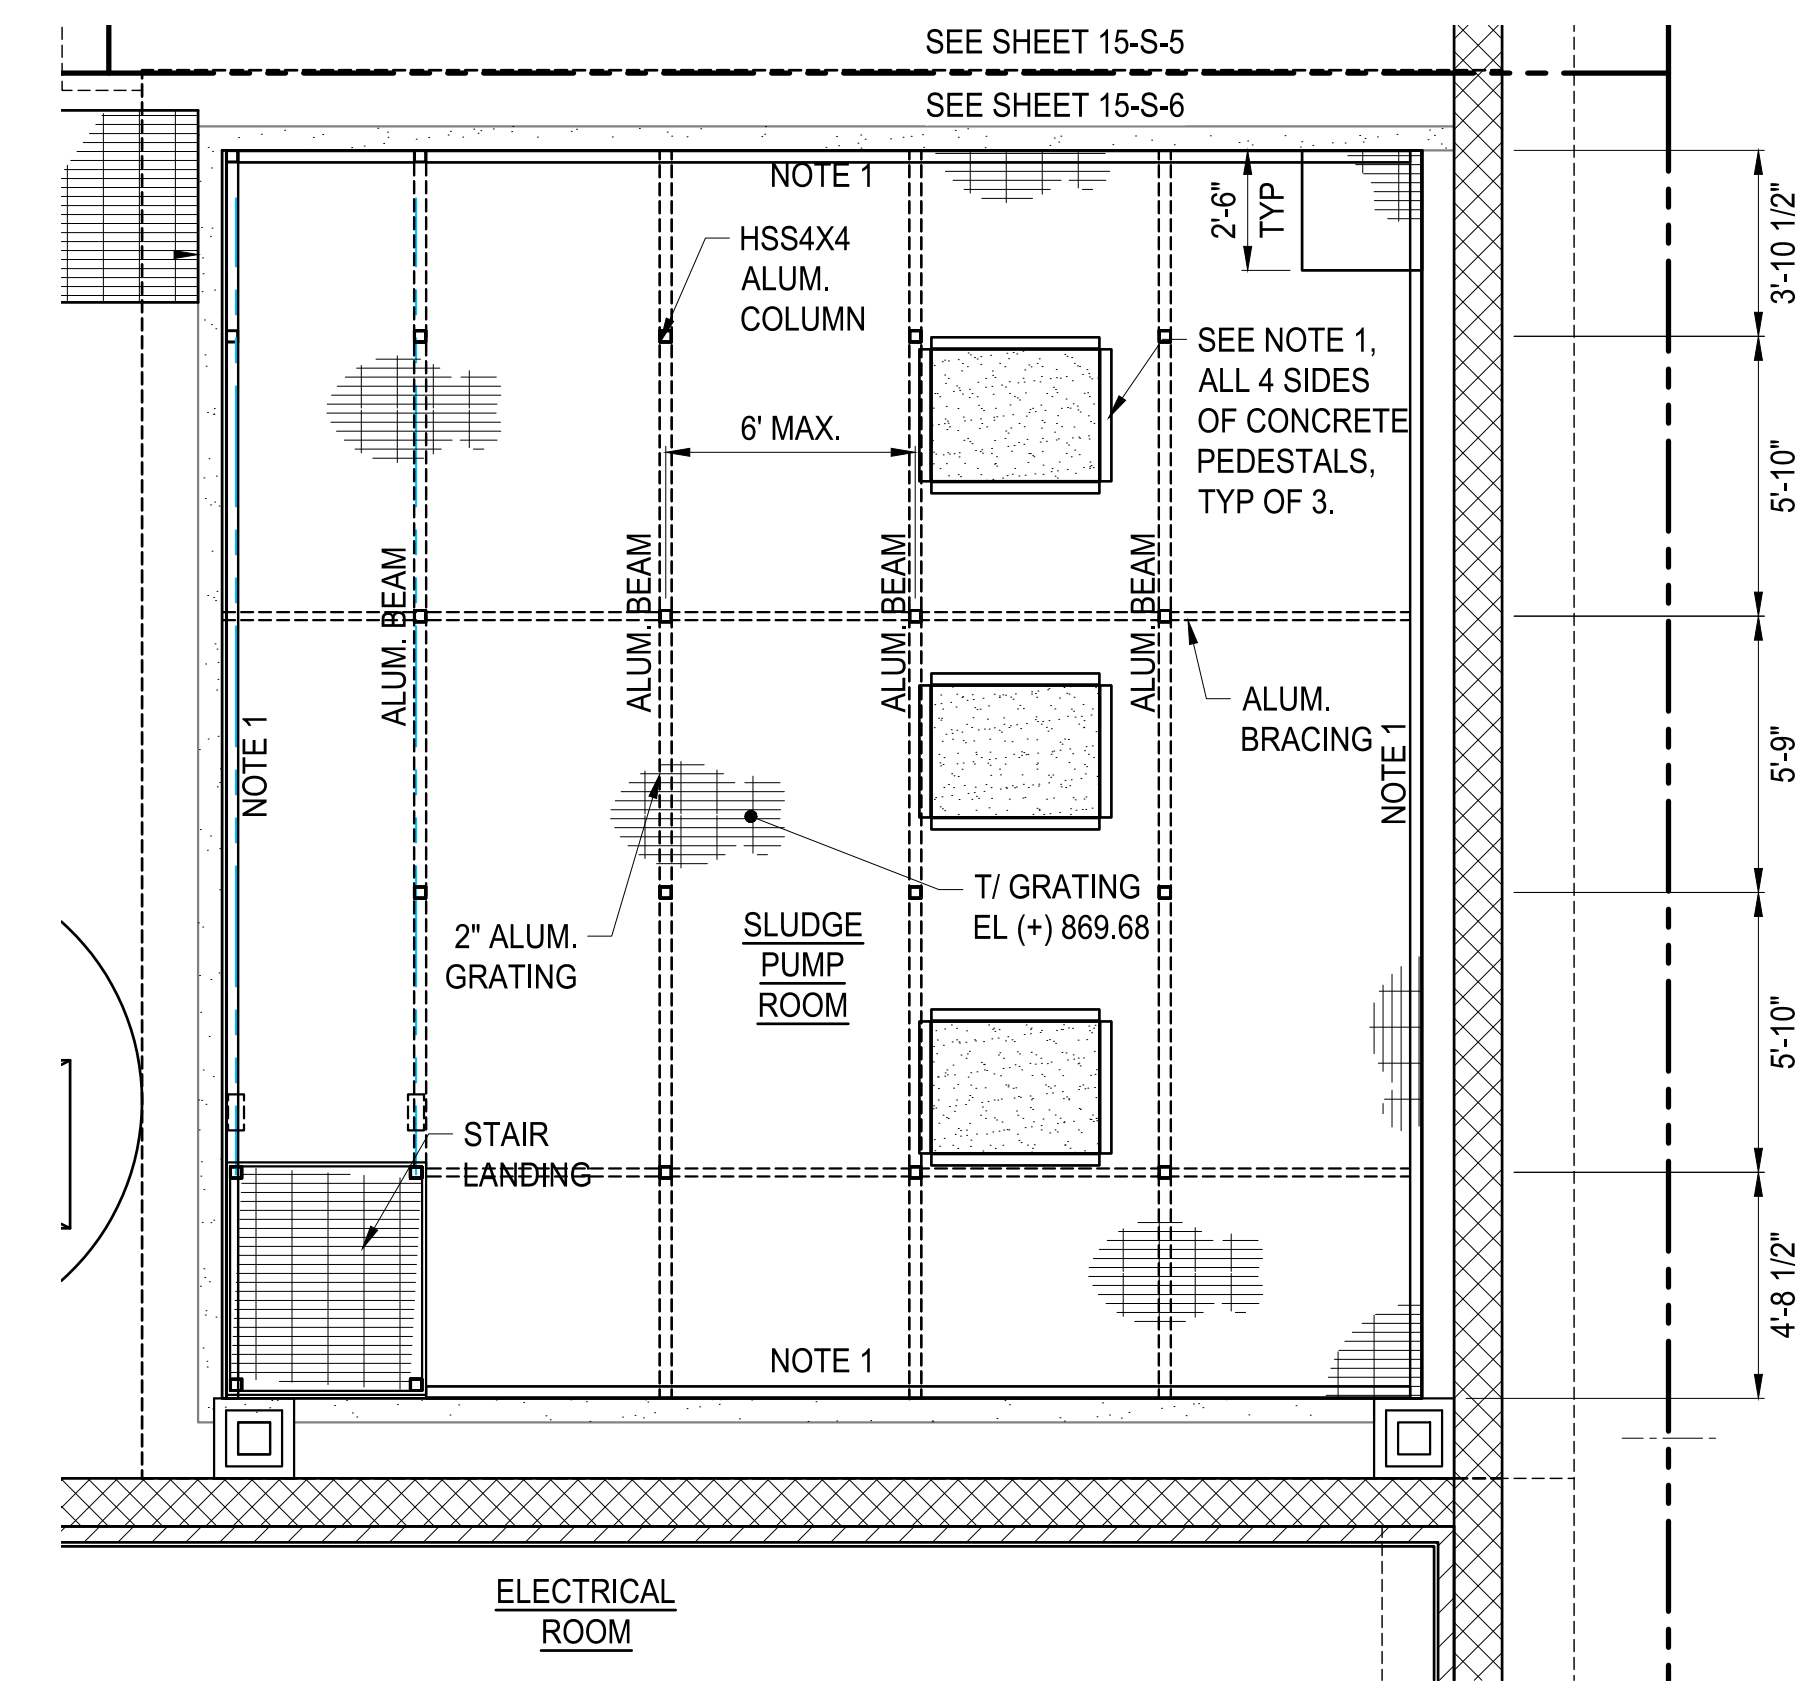 SEE SHEET 15-S-5
SEE SHEET 15-S-6
NOTE 1
2'-6"
TYP
3'-10 1/2"
HSS4X4
ALUM.
COLUMN
SEE NOTE 1,
ALL 4 SIDES
OF CONCRETE
PEDESTALS,
TYP OF 3.
6' MAX.
5'-10"
ALUM. BEAM
ALUM. BEAM
ALUM. BEAM
ALUM. BEAM
ALUM.
BRACING
NOTE 1
NOTE 1
5'-9"
T/ GRATING
EL (+) 869.68
2" ALUM.
GRATING
SLUDGE
PUMP
ROOM
5'-10"
STAIR
LANDING
4'-8 1/2"
NOTE 1
ELECTRICAL
ROOM